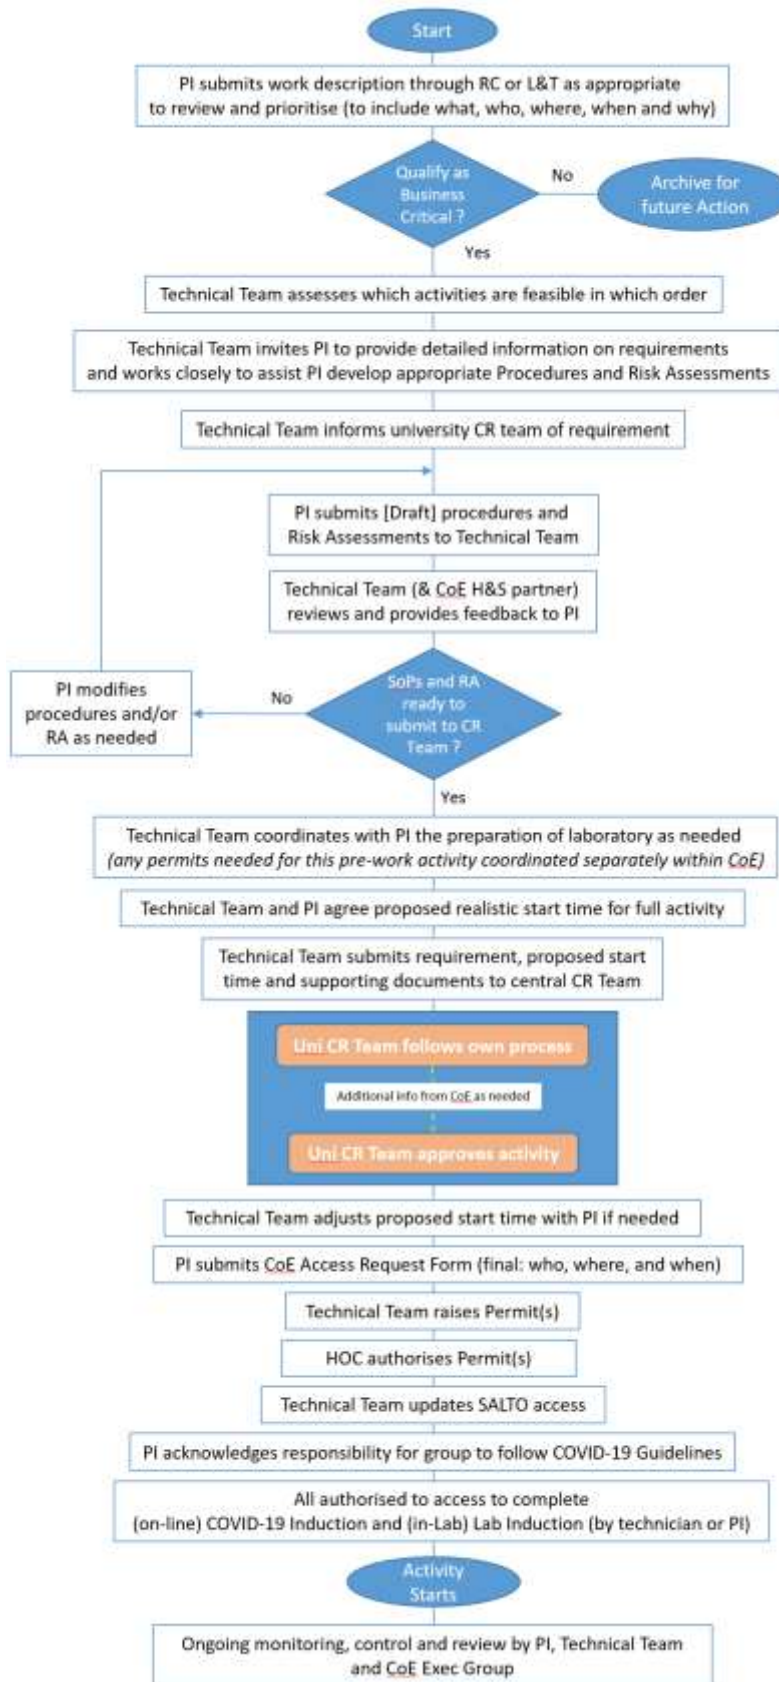 Start
PI submits work description through RC or L&T as appropriate
to review and prioritise (to include what, who, where, when and why)
Qualify as
Business
Critical ?
No
Archive for
future Action
Yes
Technical Team assesses which activities are feasible in which order
Technical Team invites PI to provide detailed information on requirements
and works closely to assist PI develop appropriate Procedures and Risk Assessments
Technical Team informs university CR team of requirement
PI submits [Draft] procedures and
Risk Assessments to Technical Team
Technical Team (& CoE H&S partner)
reviews and provides feedback to PI
SoPs and RA
ready to
submit to CR
Team ?
No
PI modifies
procedures and/or
RA as needed
Yes
Technical Team coordinates with PI the preparation of laboratory as needed
(any permits needed for this pre-work activity coordinated separately within CoE)
Technical Team and PI agree proposed realistic start time for full activity
Technical Team submits requirement, proposed start
time and supporting documents to central CR Team
Uni CR Team follows own process
Additional info from CoE as needed
Uni CR Team approves activity
Technical Team adjusts proposed start time with PI if needed
PI submits CoE Access Request Form (final: who, where, and when)
Technical Team raises Permit(s)
HOC authorises Permit(s)
Technical Team updates SALTO access
PI acknowledges responsibility for group to follow COVID-19 Guidelines
All authorised to access to complete
(on-line) COVID-19 Induction and (in-Lab) Lab Induction (by technician or PI)
Activity
Starts
Ongoing monitoring, control and review by PI, Technical Team
and CoE Exec Group